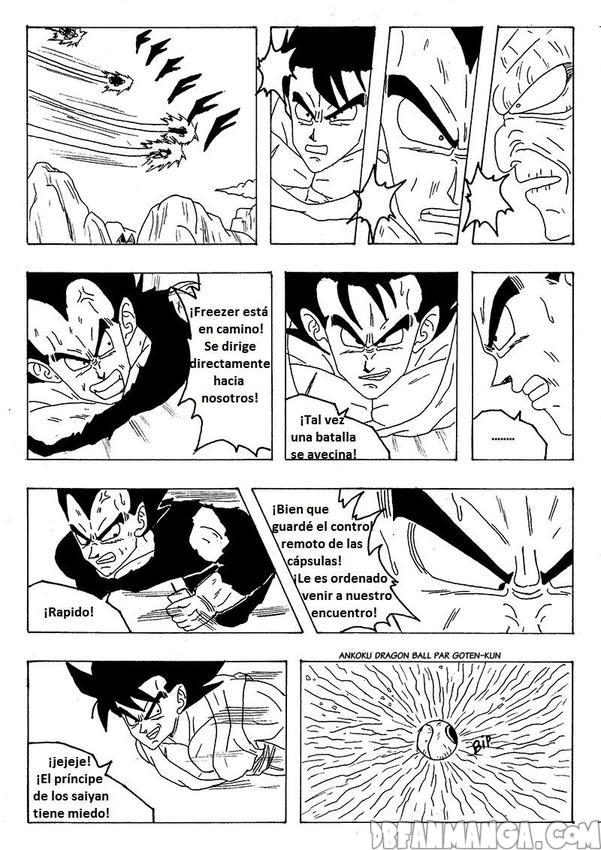 ¡Freezer está
en camino!
Se dirige
directamente
hacia
nosotros!
¡Tal vez
una batalla
se avecina!
........
¡Rapido!
¡Bien que
guardé el control
remoto de las
cápsulas!
¡Le es ordenado
venir a nuestro
encuentro!
ANKOKU DRAGON BALL PAR GOTEN-KUN
¡jejeje!
¡El príncipe
de los saiyan
tiene miedo!
BIP
DBFANMANGA.COM